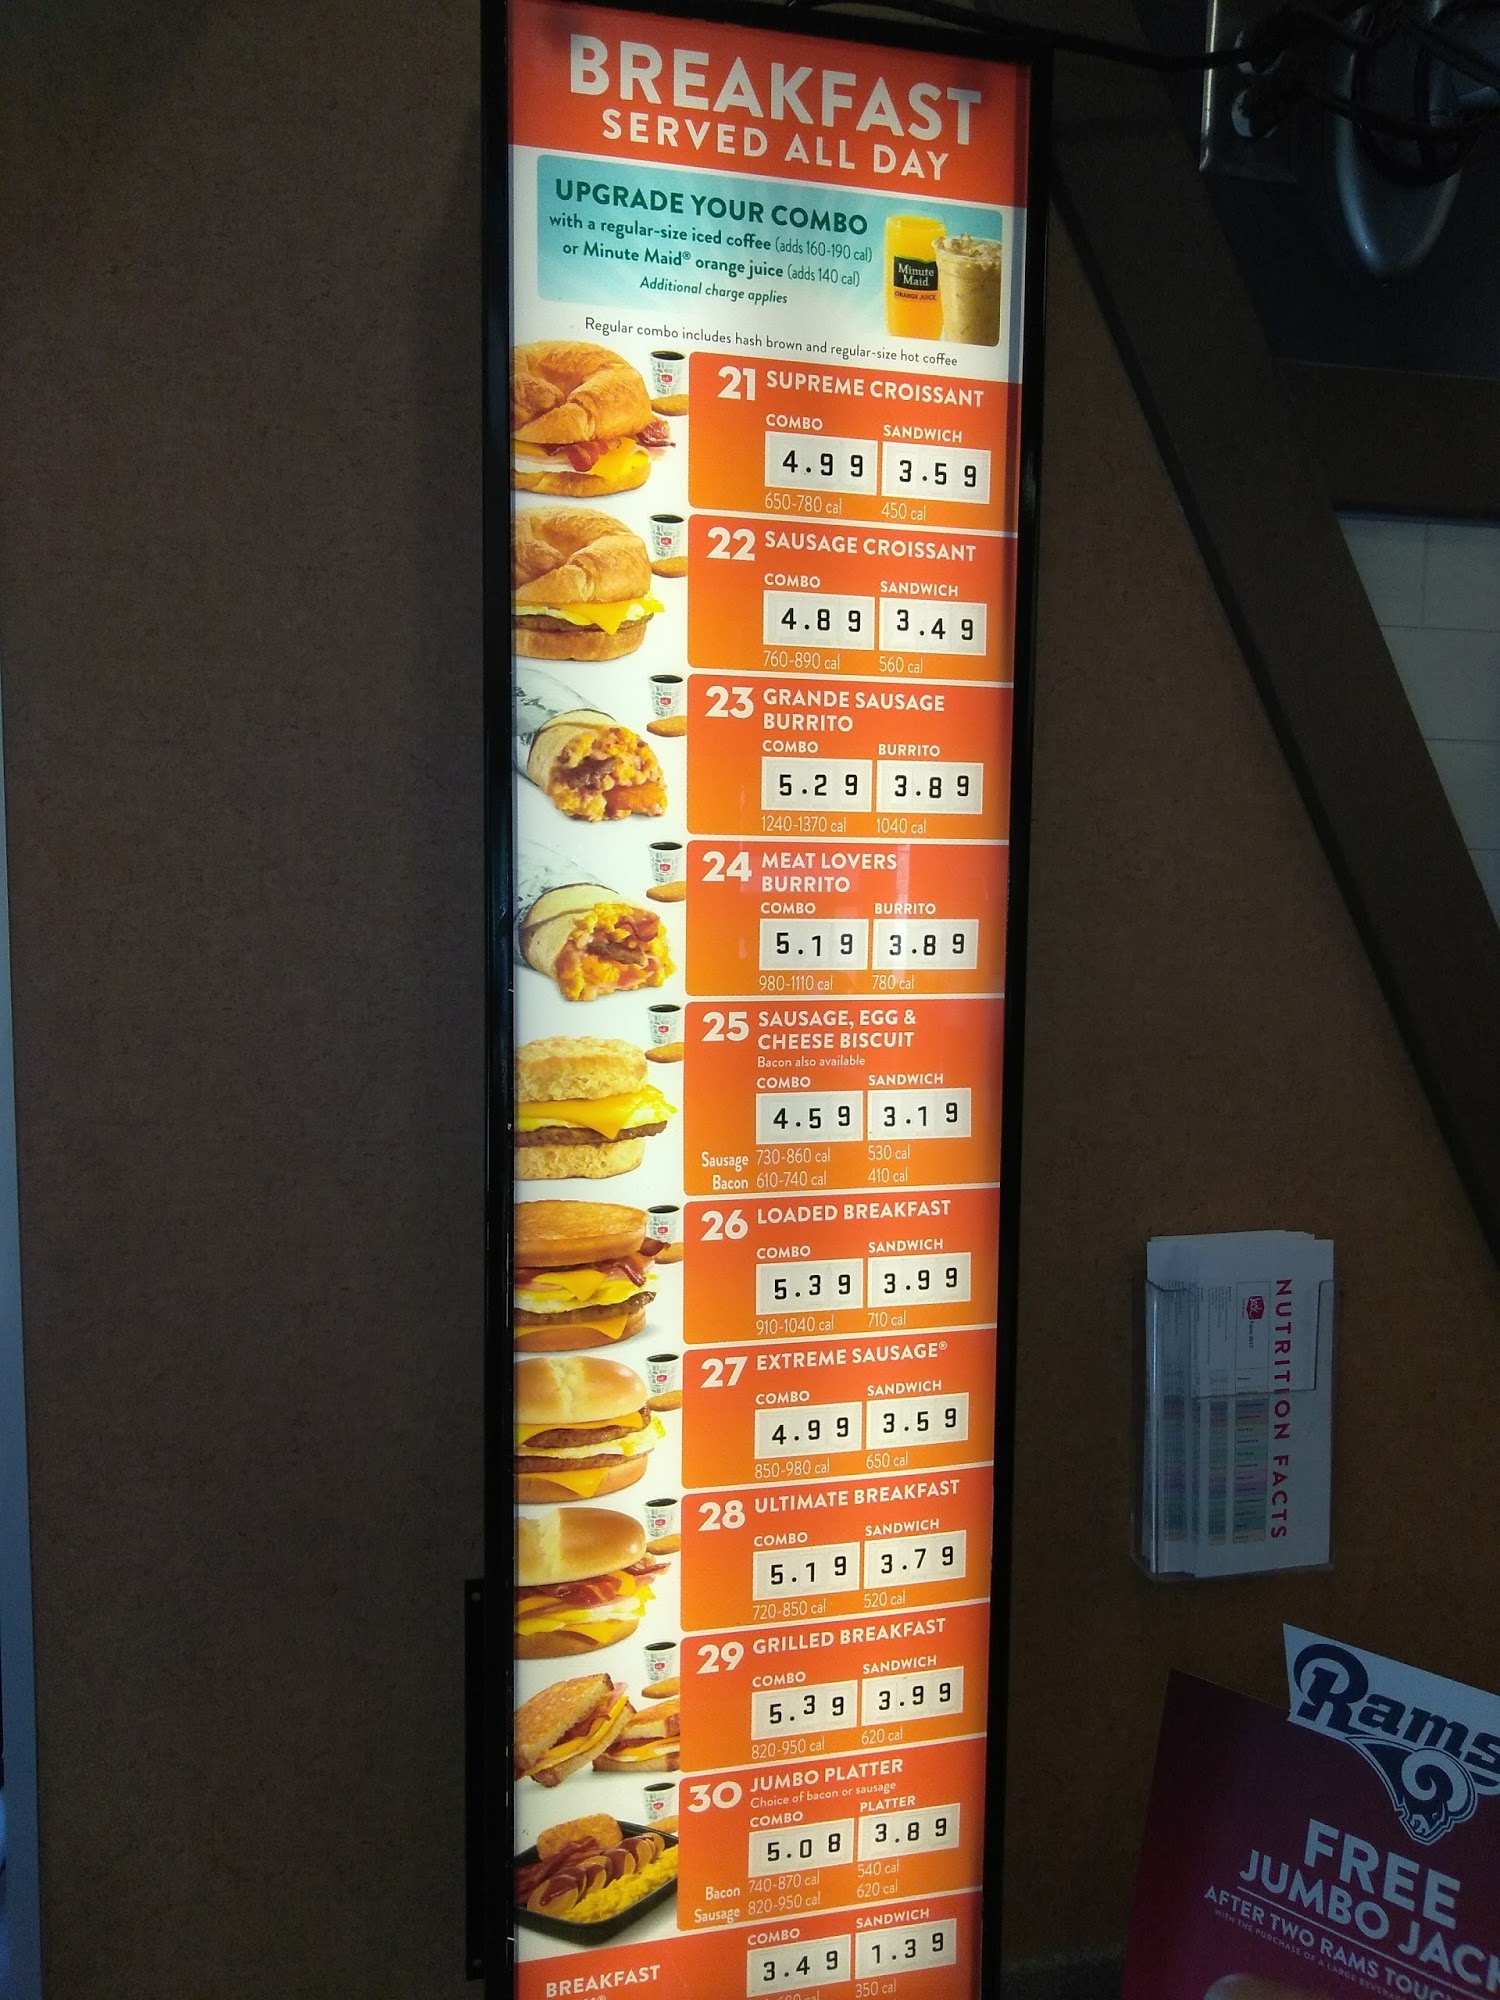 BREAKFAST
SERVED ALL DAY
UPGRADE YOUR COMBO
with a regular-size iced coffee (adds 160-190 cal)
or Minute Maid® orange juice (adds 140 cal)
Additional charge applies
Minute
Maid
ORANGE JUICE
Regular combo includes hash brown and regular-size hot coffee
21 SUPREME CROISSANT
COMBO SANDWICH
4.99 3.59
650-780 cal 450 cal
22 SAUSAGE CROISSANT
COMBO SANDWICH
4.89 3.49
760-890 cal 560 cal
23 GRANDE SAUSAGE
BURRITO
COMBO BURRITO
5.29 3.89
1240-1370 cal 1040 cal
24 MEAT LOVERS
BURRITO
COMBO BURRITO
5.19 3.89
980-1110 cal 780 cal
25 SAUSAGE, EGG &
CHEESE BISCUIT
Bacon also available
COMBO SANDWICH
4.59 3.19
Sausage 730-860 cal 530 cal
Bacon 610-740 cal 410 cal
26 LOADED BREAKFAST
COMBO SANDWICH
5.39 3.99
910-1040 cal 710 cal
27 EXTREME SAUSAGE®
COMBO SANDWICH
4.99 3.59
850-980 cal 650 cal
28 ULTIMATE BREAKFAST
COMBO SANDWICH
5.19 3.79
720-850 cal 520 cal
29 GRILLED BREAKFAST
COMBO SANDWICH
5.39 3.99
820-950 cal 620 cal
30 JUMBO PLATTER
Choice of bacon or sausage
COMBO PLATTER
5.08 3.89
Bacon 740-870 cal 540 cal
Sausage 820-950 cal 620 cal
COMBO SANDWICH
3.49 1.39
BREAKFAST
350 cal
NUTRITION FACTS
Rams
FREE
JUMBO JACK
AFTER TWO RAMS
WITH THE PURCHASE OF A LARGE